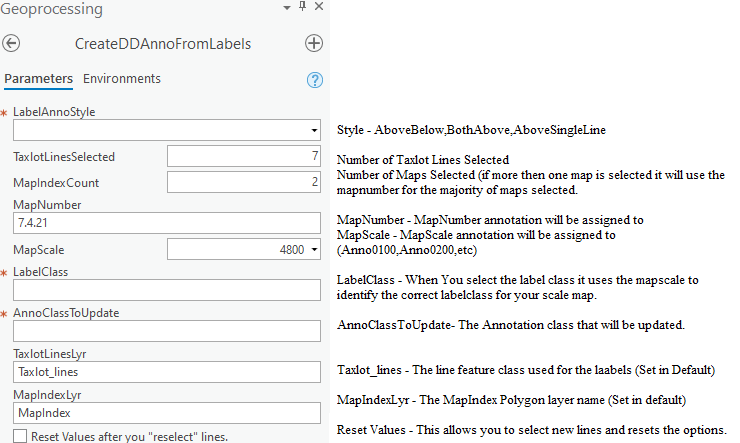 Geoprocessing
CreateDDAnnoFromLabels
Parameters Environments
* LabelAnnoStyle
TaxlotLinesSelected 7
MapIndexCount 2
MapNumber
7.4.21
MapScale 4800
* LabelClass
* AnnoClassToUpdate
TaxlotLinesLyr
Taxlot_lines
MapIndexLyr
MapIndex
Reset Values after you "reselect" lines.
Style - AboveBelow,BothAbove,AboveSingleLine
Number of Taxlot Lines Selected
Number of Maps Selected (if more then one map is selected it will use the
mapnumber for the majority of maps selected.
MapNumber - MapNumber annotation will be assigned to
MapScale - MapScale annotation will be assigned to
(Anno0100,Anno0200,etc)
LabelClass - When You select the label class it uses the mapscale to
identify the correct labelclass for your scale map.
AnnoClassToUpdate- The Annotation class that will be updated.
Taxlot_lines - The line feature class used for the laabels (Set in Default)
MapIndexLyr - The MapIndex Polygon layer name (Set in default)
Reset Values - This allows you to select new lines and resets the options.